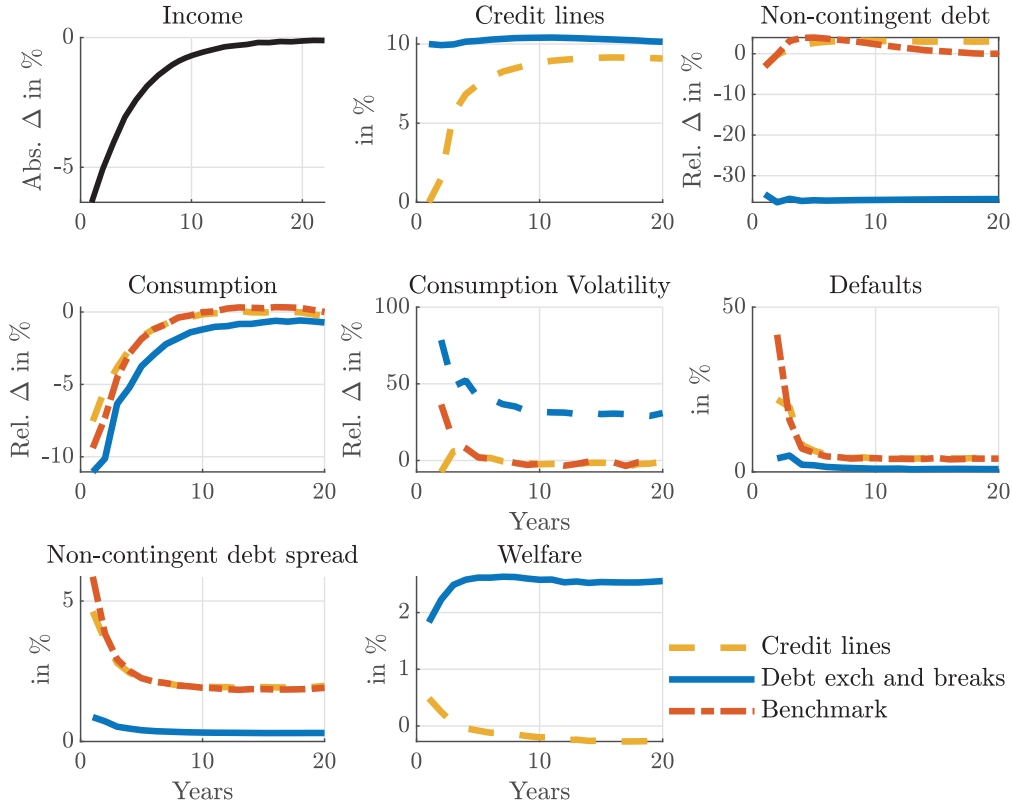 Income
Credit lines
Non-contingent debt
Abs. Δ in %
0
-5
0
10
20
in %
10
5
0
0
10
20
Rel. Δ in %
0
-10
-20
-30
0
10
20
Consumption
Consumption Volatility
Defaults
Rel. Δ in %
0
-5
-10
0
10
20
100
50
0
0
10
20
Years
in %
50
0
0
10
20
Non-contingent debt spread
Welfare
in %
5
0
0
10
20
Years
in %
2
1
0
0
10
20
Credit lines
Debt exch and breaks
Benchmark